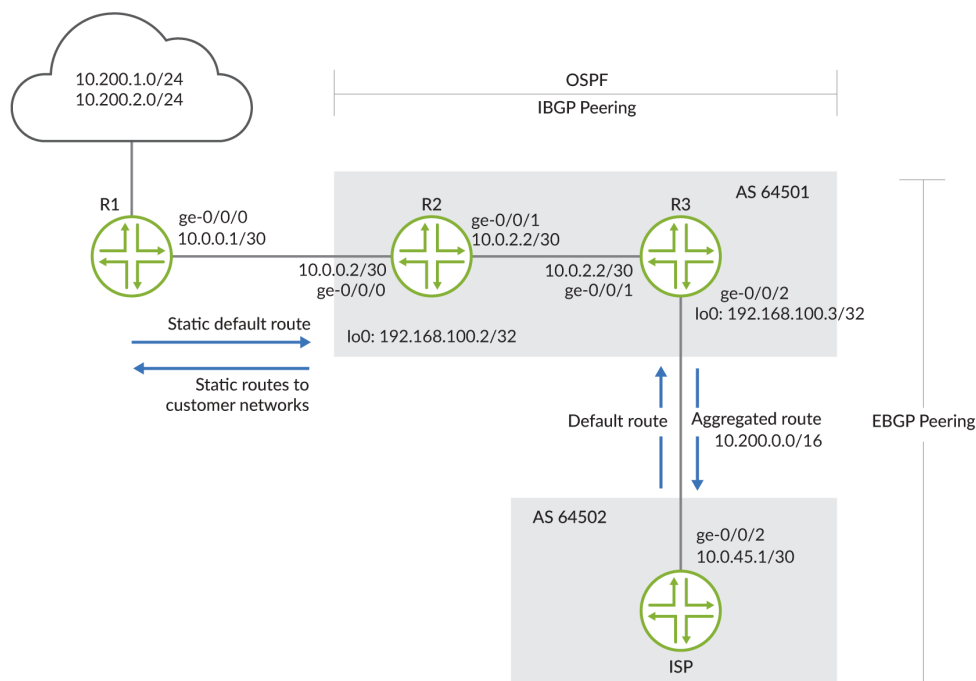 10.200.1.0/24
10.200.2.0/24
OSPF
IBGP Peering
R1
ge-0/0/0
10.0.0.1/30
AS 64501
R2
ge-0/0/1
10.0.2.2/30
R3
10.0.0.2/30
ge-0/0/0
10.0.2.2/30
ge-0/0/1
ge-0/0/2
lo0: 192.168.100.3/32
lo0: 192.168.100.2/32
Static default route
Static routes to
customer networks
Default route
Aggregated route
10.200.0.0/16
EBGP Peering
AS 64502
ge-0/0/2
10.0.45.1/30
ISP